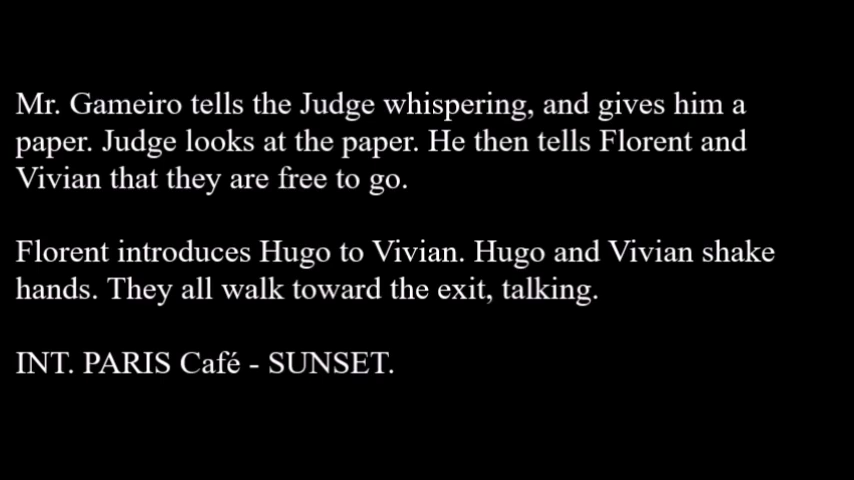 Mr. Gameiro tells the Judge whispering, and gives him a
paper. Judge looks at the paper. He then tells Florent and
Vivian that they are free to go.
Florent introduces Hugo to Vivian. Hugo and Vivian shake
hands. They all walk toward the exit, talking.
INT. PARIS Café - SUNSET.